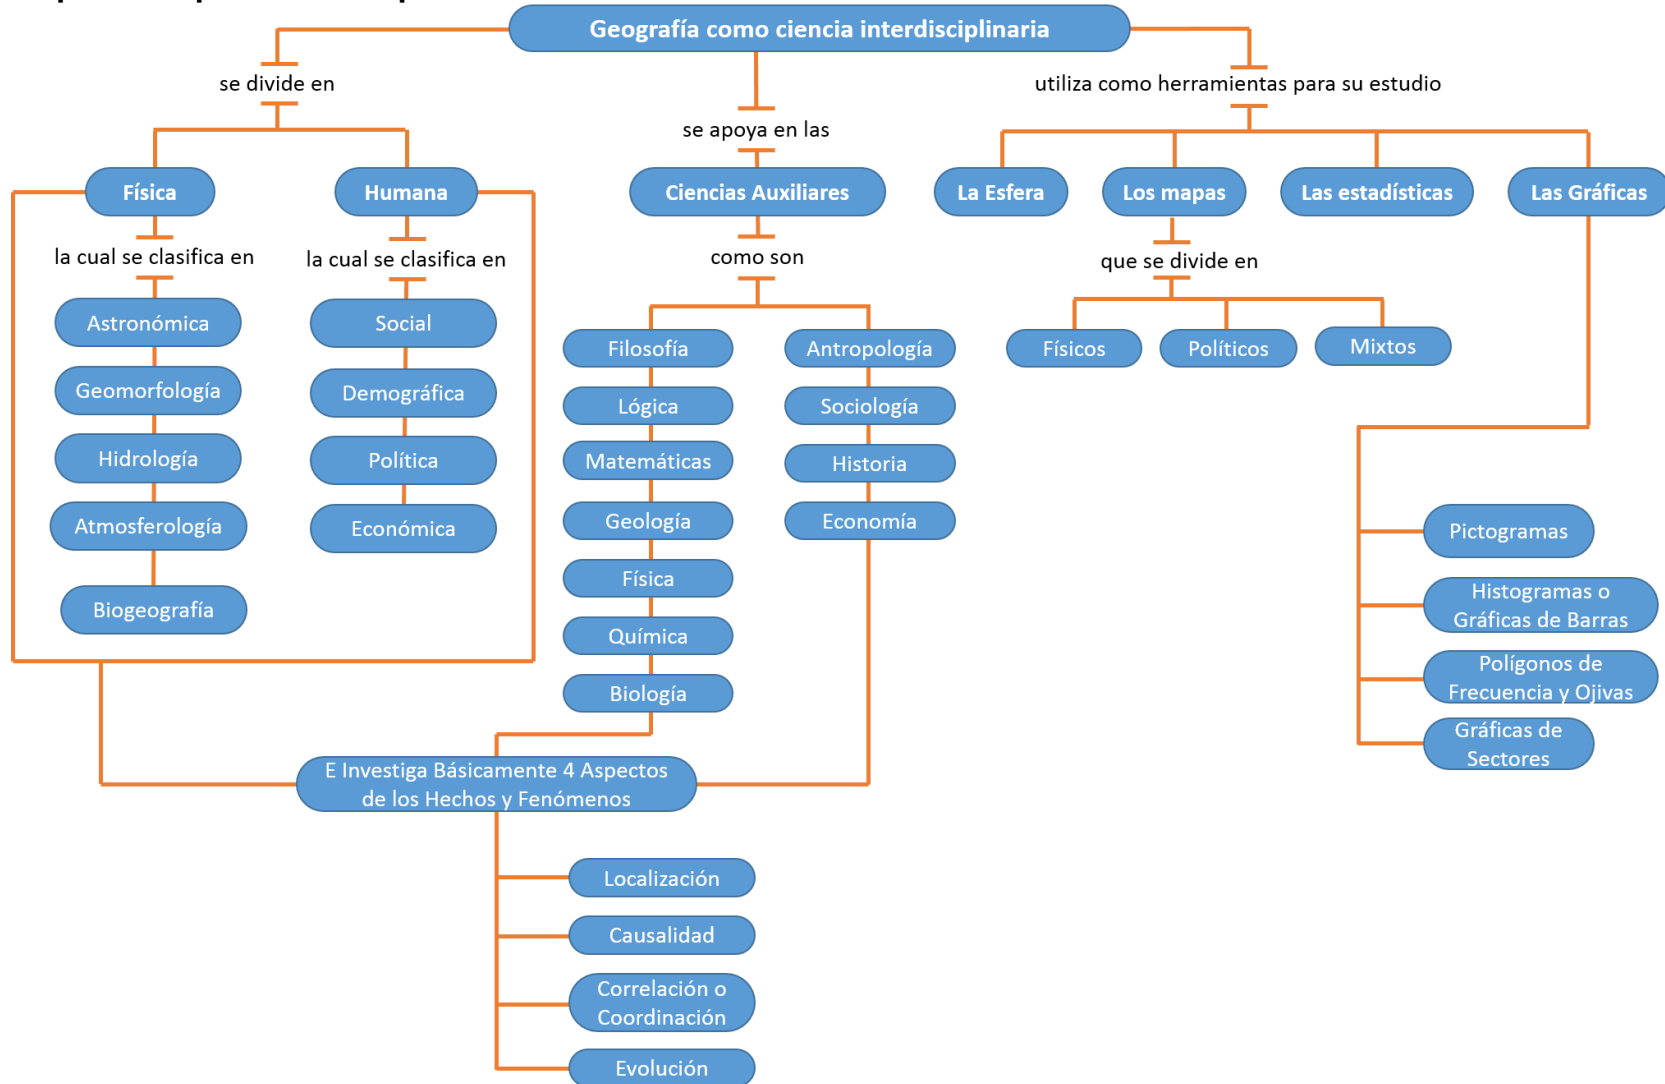 Geografía como ciencia interdisciplinaria
se divide en
Física
la cual se clasifica en
Astronómica
Geomorfología
Hidrología
Atmosferología
Biogeografía
Humana
la cual se clasifica en
Social
Demográfica
Política
Económica
se apoya en las
Ciencias Auxiliares
como son
Filosofía
Lógica
Matemáticas
Geología
Física
Química
Biología
Antropología
Sociología
Historia
Economía
utiliza como herramientas para su estudio
La Esfera
Los mapas
que se divide en
Físicos
Políticos
Mixtos
Las estadísticas
Las Gráficas
Pictogramas
Histogramas o
Gráficas de Barras
Polígonos de
Frecuencia y Ojivas
Gráficas de
Sectores
E Investiga Básicamente 4 Aspectos
de los Hechos y Fenómenos
Localización
Causalidad
Correlación o
Coordinación
Evolución